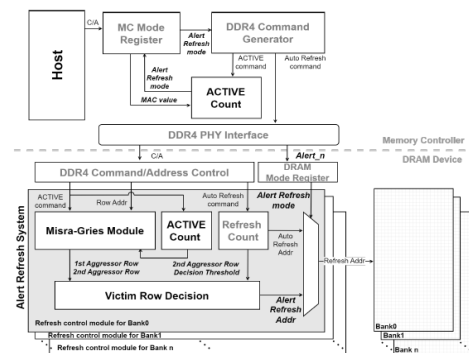 Host
C/A
MC Mode
Register
Alert
Refresh
mode
DDR4 Command
Generator
Alert
Refresh
mode
MAC value
ACTIVE
command
Auto Refresh
command
ACTIVE
Count
DDR4 PHY Interface
Memory Controller
C/A
Alert_n
DRAM Device
DDR4 Command/Address Control
DRAM
Mode Register
Alert Refresh System
ACTIVE
command
Row Addr
Auto Refresh
command
Alert Refresh
mode
Misra-Gries Module
ACTIVE
Count
Refresh
Count
Auto
Refresh
Addr
Refresh Addr
1st Aggressor Row
2nd Aggressor Row
2nd Aggressor Row
Decision Threshold
Victim Row Decision
Alert
Refresh
Addr
Refresh control module for Bank0
Refresh control module for Bank1
Refresh control module for Bank n
Bank0
Bank1
Bank n